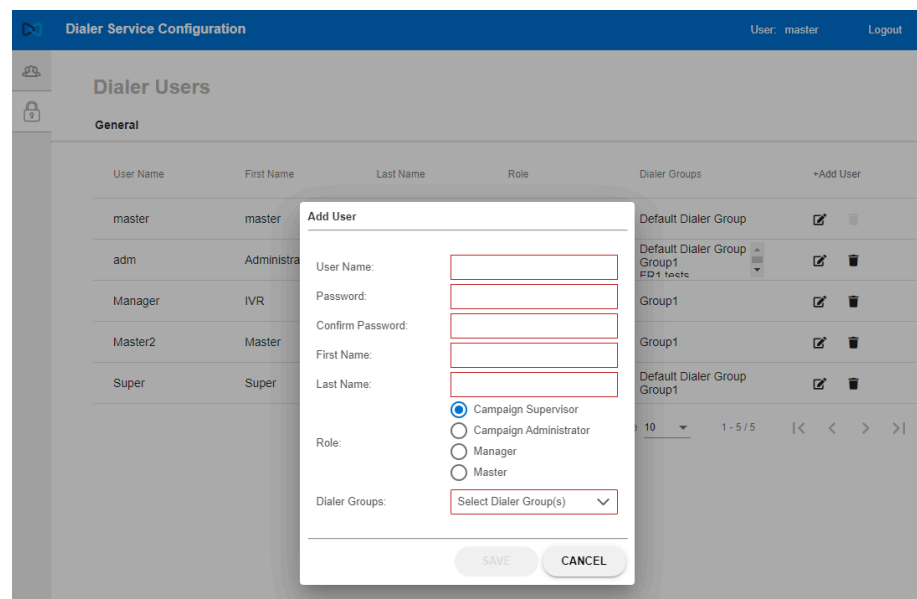 Dialer Service Configuration
User: master
Logout
Dialer Users
General
User Name First Name Last Name Role Dialer Groups +Add User
master master Default Dialer Group
adm Administra Default Dialer Group
Group1
ER1 tests
Manager IVR Group1
Master2 Master Group1
Super Super Default Dialer Group
Group1
10 1 - 5 / 5
Add User
User Name:
Password:
Confirm Password:
First Name:
Last Name:
Role:
Campaign Supervisor
Campaign Administrator
Manager
Master
Dialer Groups: Select Dialer Group(s)
SAVE CANCEL